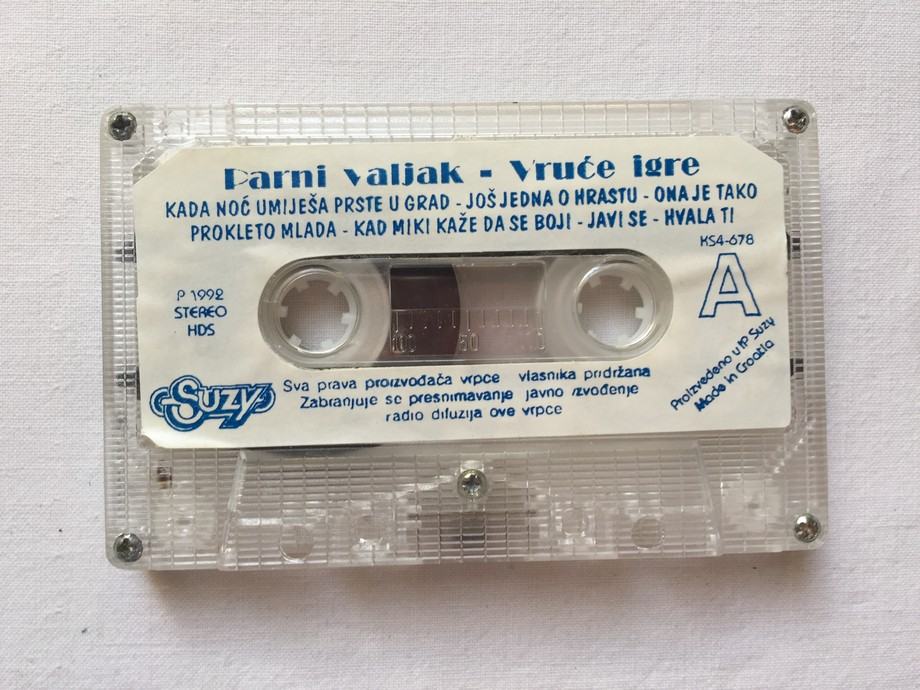 Parni valjak - Vruće igre
KADA NOĆ UMIJEŠA PRSTE U GRAD - JOŠ JEDNA O HRASTU - ONA JE TAKO
PROKLETO MLADA - KAD MIKI KAŽE DA SE BOJI - JAVI SE - HVALA TI
KS4-678
A
P 1992
STEREO
HDS
100 50 0
SUZY
Sva prava proizvođača vrpce vlasnika pridržana
Zabranjuje se presnimavanje javno izvođenje
radio difuzija ove vrpce
Proizvedeno u IP Suzy
Made in Croatia